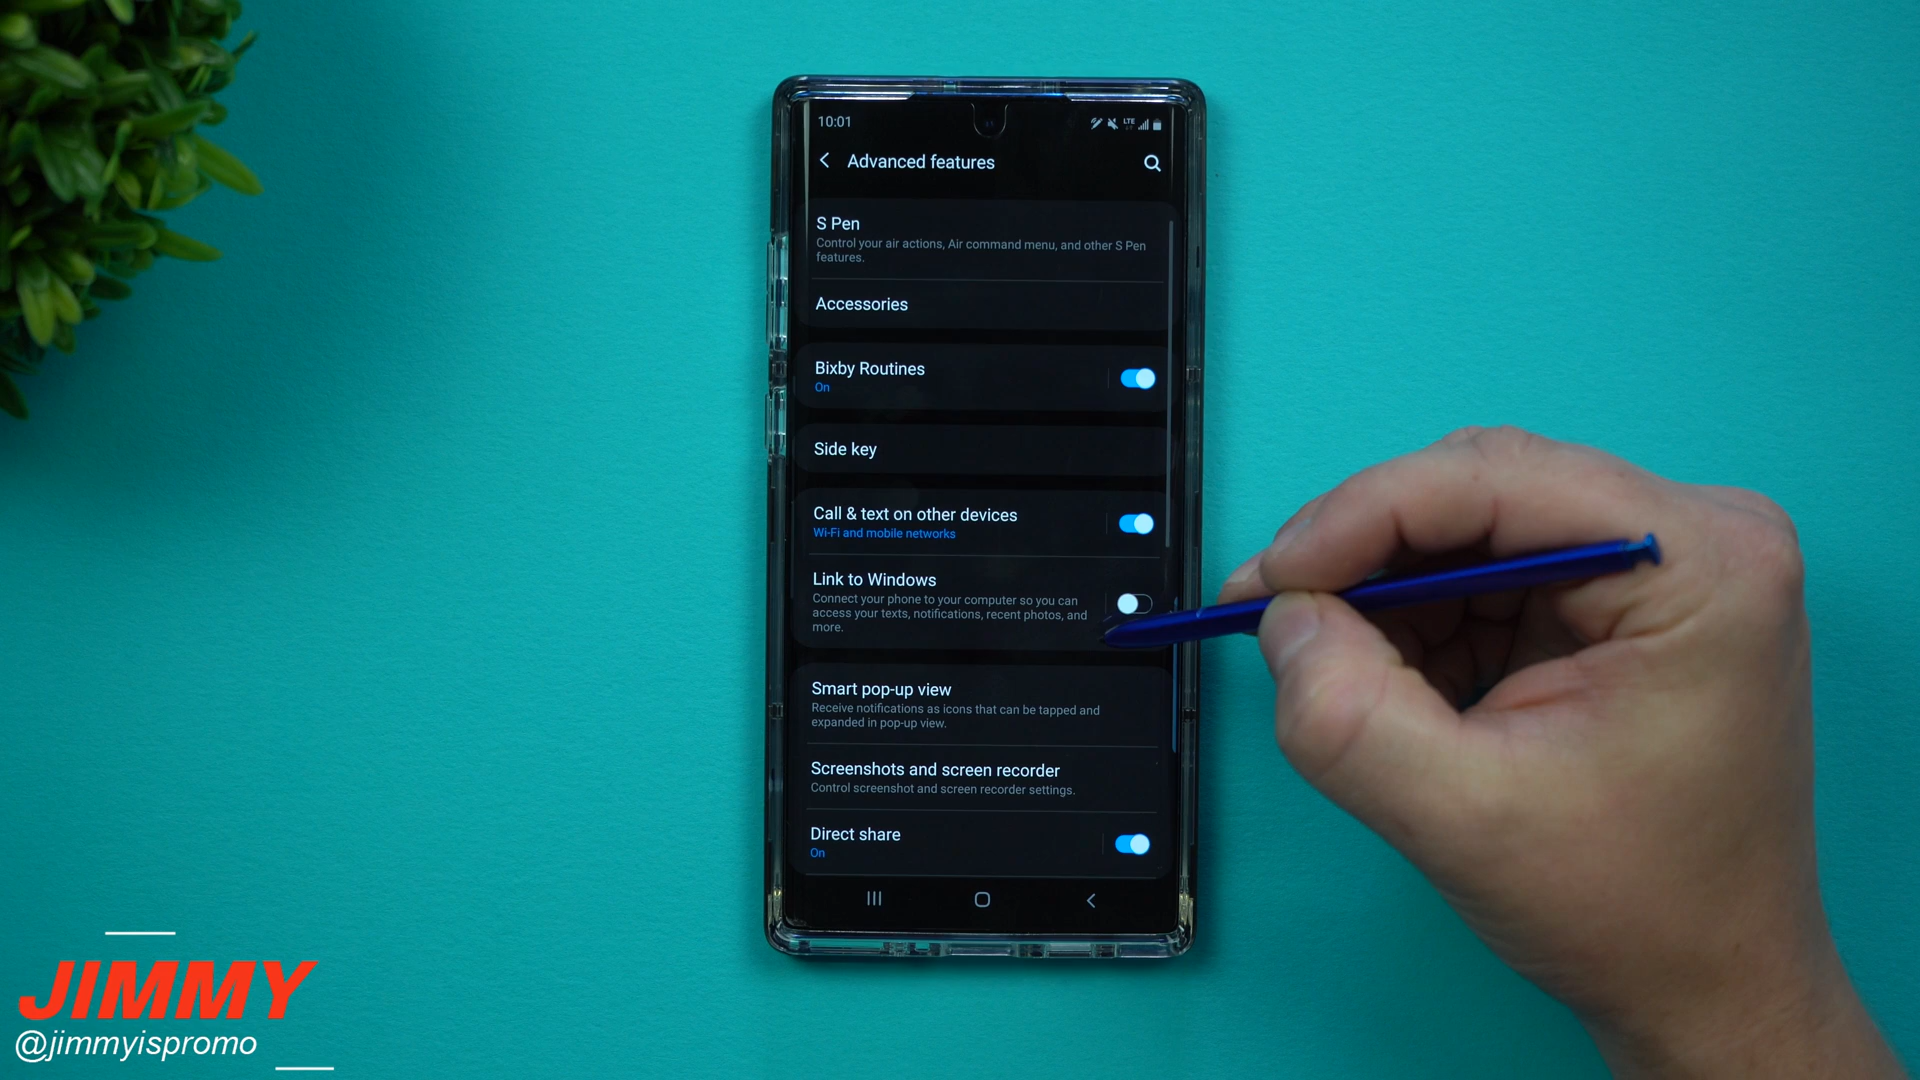 10:01
LTE
Advanced features
S Pen
Control your air actions, Air command menu, and other S Pen
features.
Accessories
Bixby Routines
On
Side key
Call & text on other devices
Wi-Fi and mobile networks
Link to Windows
Connect your phone to your computer so you can
access your texts, notifications, recent photos, and
more.
Smart pop-up view
Receive notifications as icons that can be tapped and
expanded in pop-up view.
Screenshots and screen recorder
Control screenshot and screen recorder settings.
Direct share
On
JIMMY
@jimmyispromo